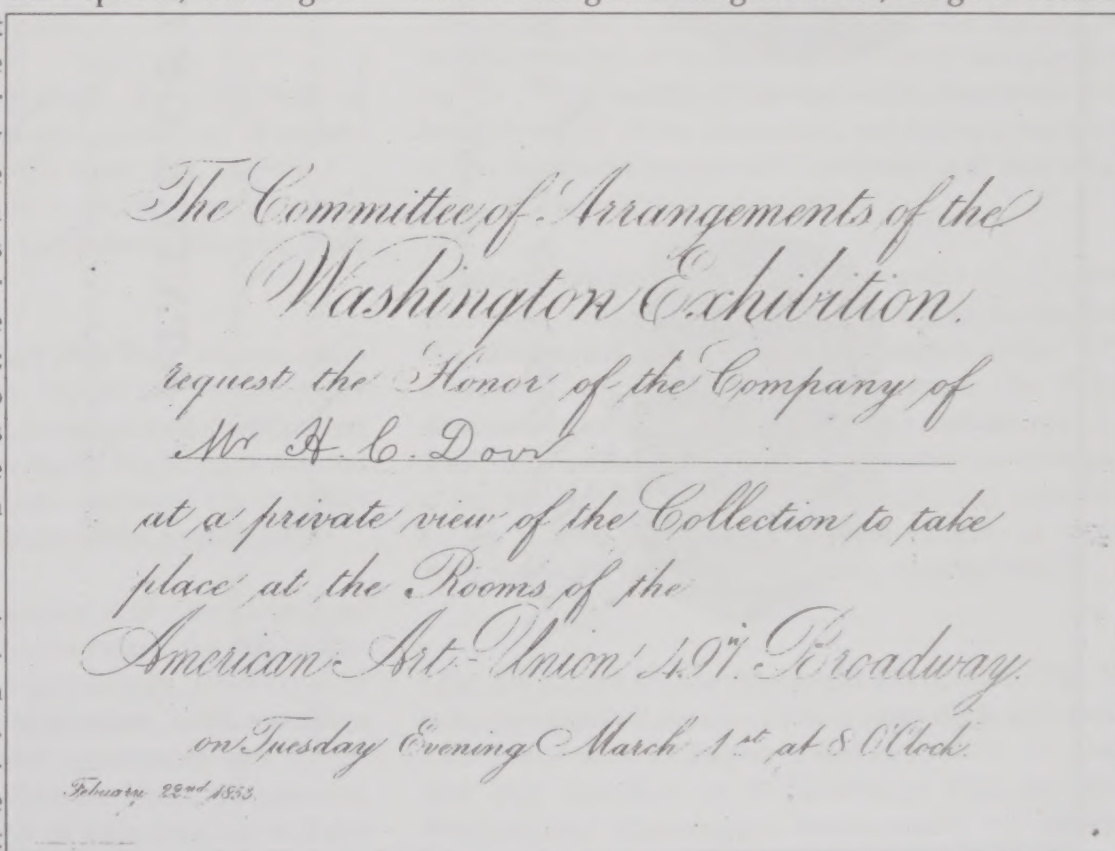 The Committee of Arrangements of the
Washington Exhibition.
request the Honor of the Company of
Mr H. C. Dorr
at a private view of the Collection to take
place at the Rooms of the
American Art-Union 497. Broadway.
on Tuesday Evening March 1st at 8 O'Clock.
Febuary 22nd 1853.